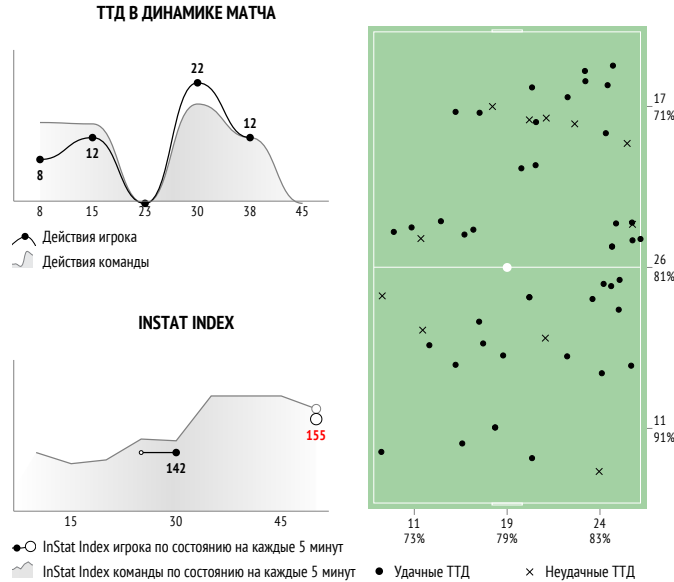 ТТД В ДИНАМИКЕ МАТЧА
22
12
12
8
8 15 23 30 38 45
Действия игрока
Действия команды
INSTAT INDEX
155
142
15 30 45
InStat Index игрока по состоянию на каждые 5 минут
InStat Index команды по состоянию на каждые 5 минут
17
71%
26
81%
11
91%
11 19 24
73% 79% 83%
Удачные ТТД Неудачные ТТД